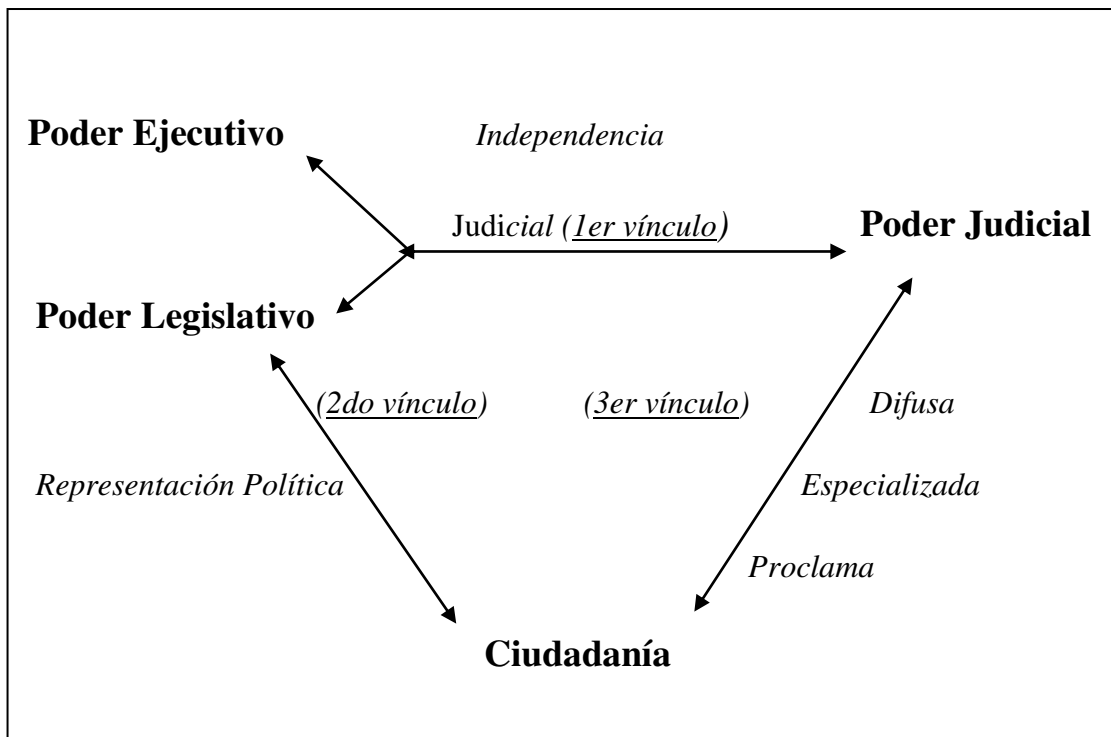 Poder Ejecutivo
Independencia
Judicial (1er vínculo)
Poder Judicial
Poder Legislativo
(2do vínculo)
(3er vínculo)
Difusa
Representación Política
Especializada
Proclama
Ciudadanía